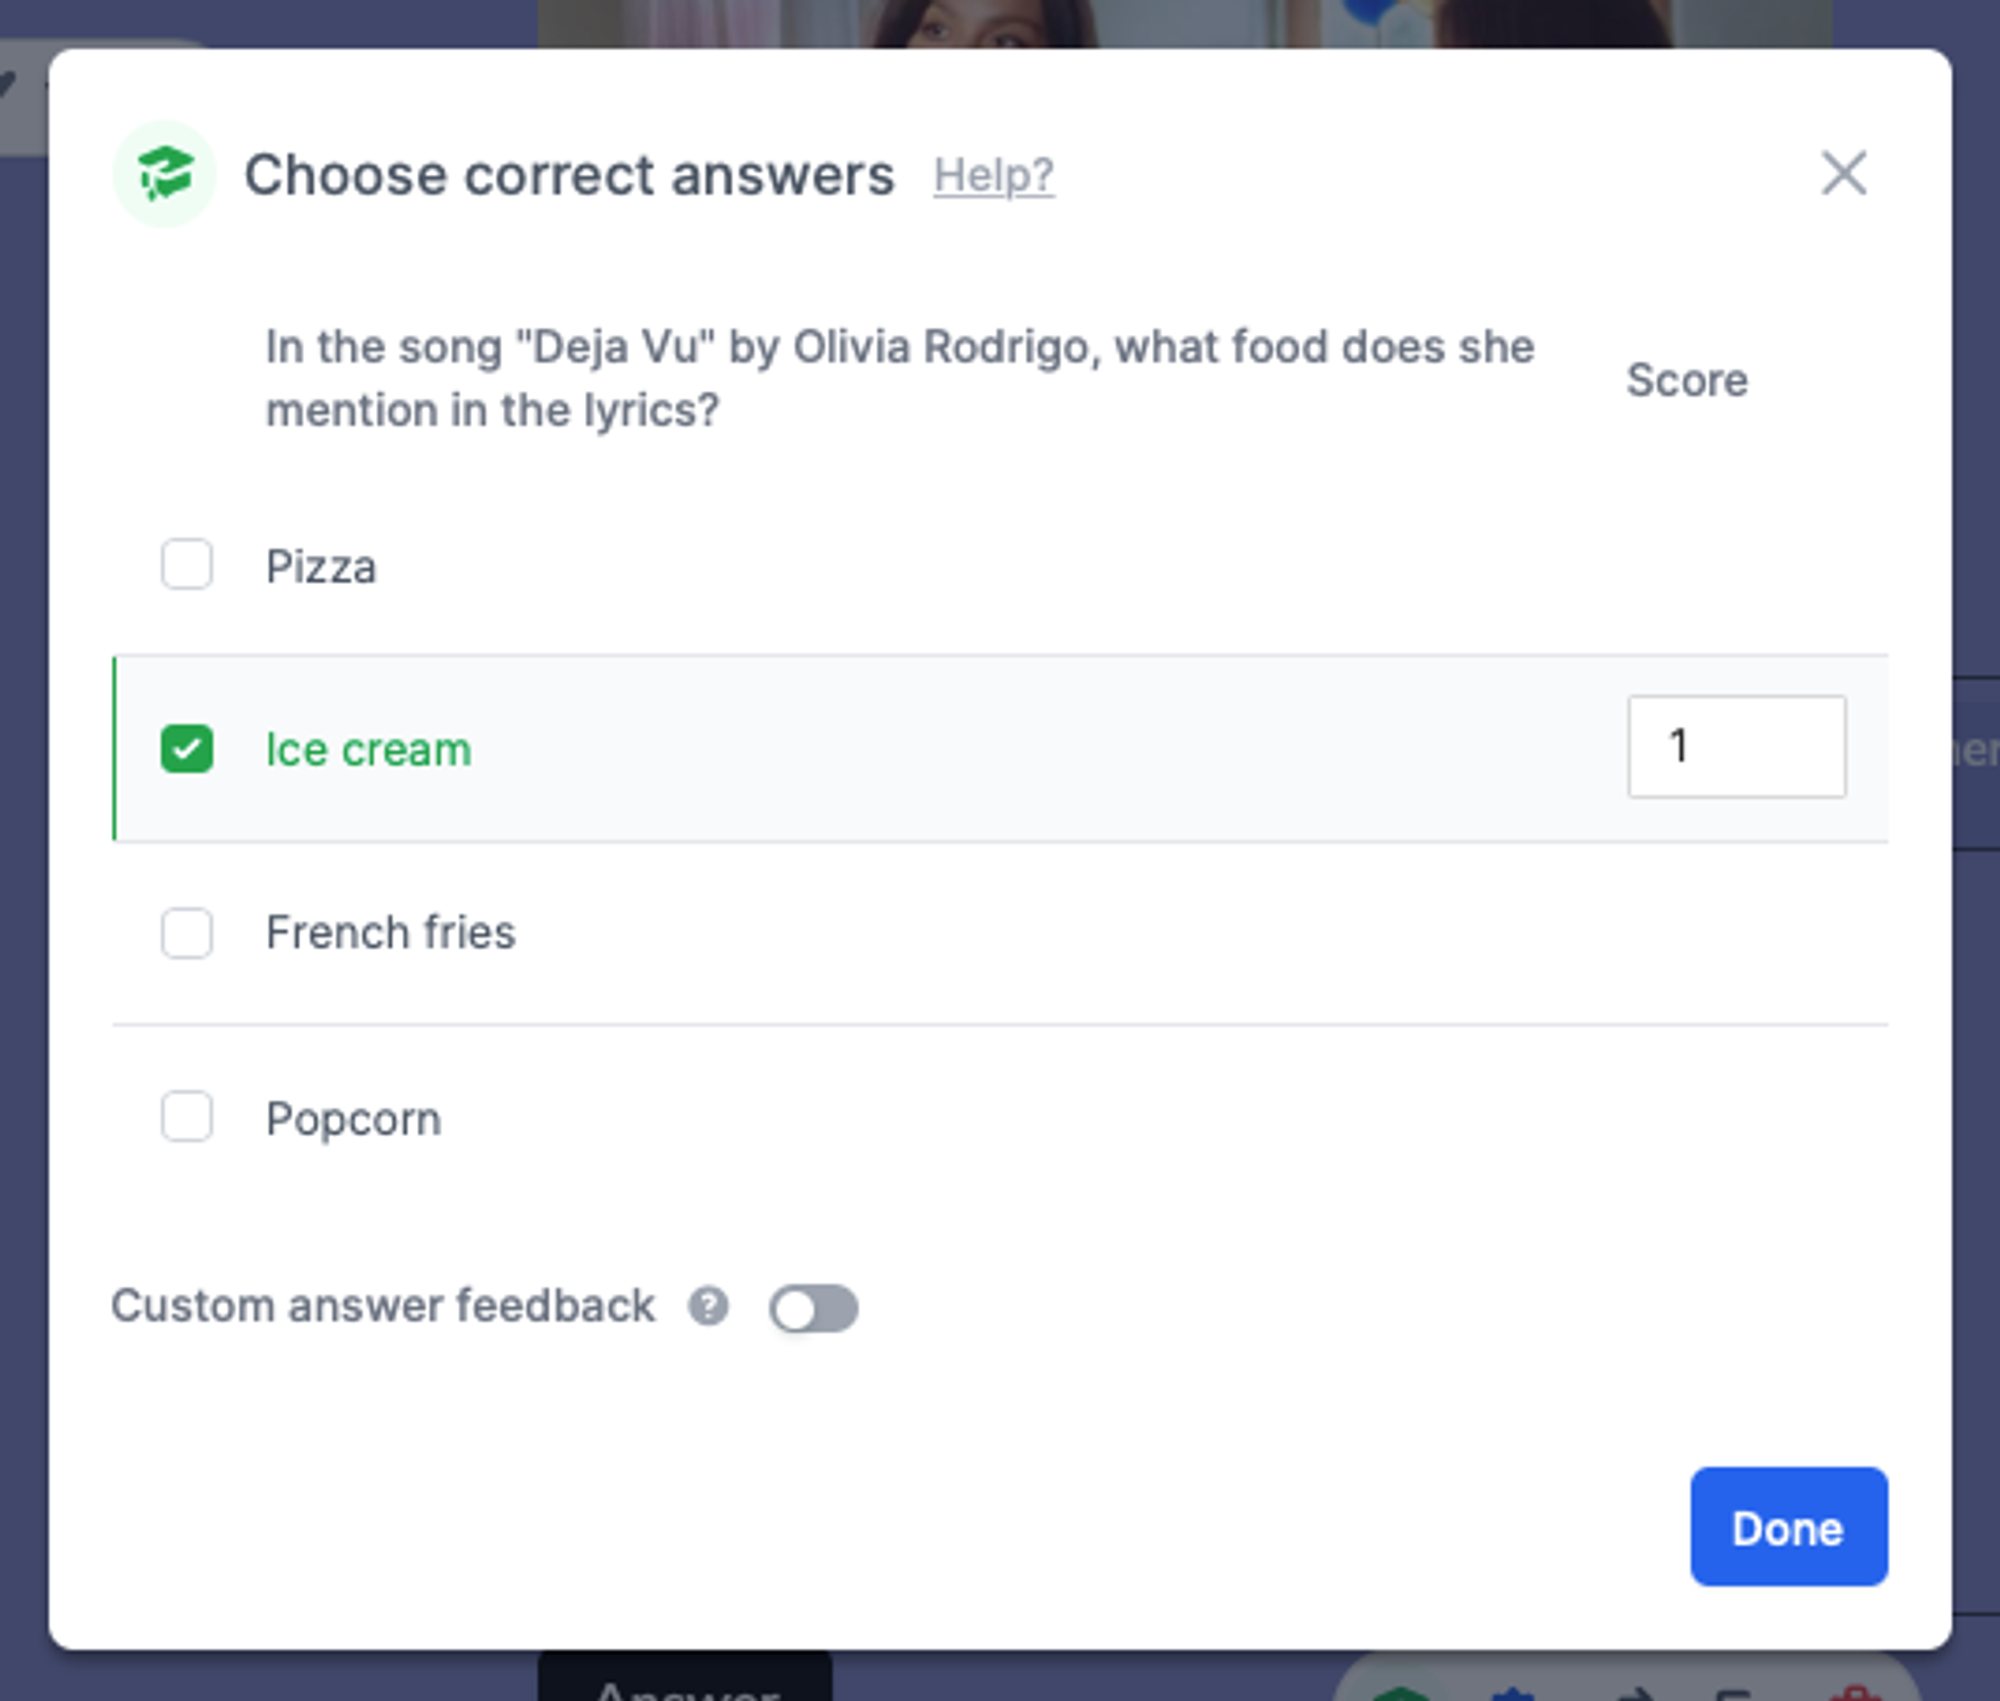 Choose correct answers Help?
In the song "Deja Vu" by Olivia Rodrigo, what food does she
mention in the lyrics?
Score
Pizza
Ice cream
1
French fries
Popcorn
Custom answer feedback ?
Done
Answer